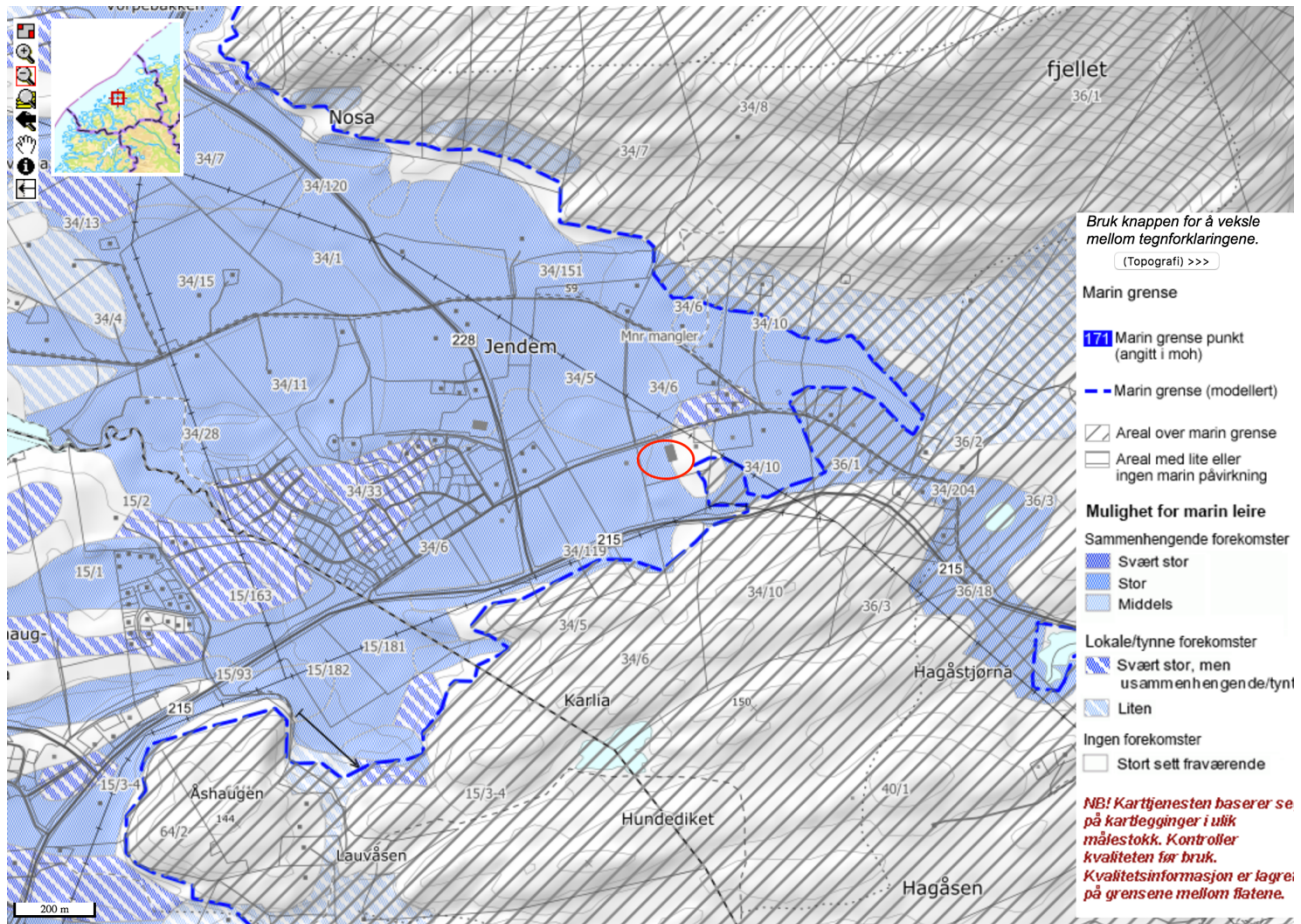 Vorpebakken
fjellet
36/1
34/8
Nosa
34/7
34/7
34/120
34/13
34/1
34/151
59
34/15
34/6
34/10
34/4
Mnr mangler
228
Jendem
34/5
34/6
34/11
34/28
36/2
34/10
36/1
34/33
34/204
36/3
15/2
215
34/6
34/119
15/1
215
15/163
34/10
36/3
36/18
34/5
15/181
34/6
15/182
15/93
Hagåstjørna
Karlia
150
215
15/3-4
Åshaugen
15/3-4
40/1
144
Hundediket
64/2
Lauvåsen
Hagåsen
200 m
Bruk knappen for å veksle
mellom tegnforklaringene.
(Topografi) >>>
Marin grense
171 Marin grense punkt
(angitt i moh)
Marin grense (modellert)
Areal over marin grense
Areal med lite eller
ingen marin påvirkning
Mulighet for marin leire
Sammenhengende forekomster
Svært stor
Stor
Middels
Lokale/tynne forekomster
Svært stor, men
usammenhengende/tynt
Liten
Ingen forekomster
Stort sett fraværende
NB! Karttjenesten baserer se
på kartlegginger i ulik
målestokk. Kontroller
kvaliteten før bruk.
Kvalitetsinformasjon er lagret
på grensene mellom flatene.